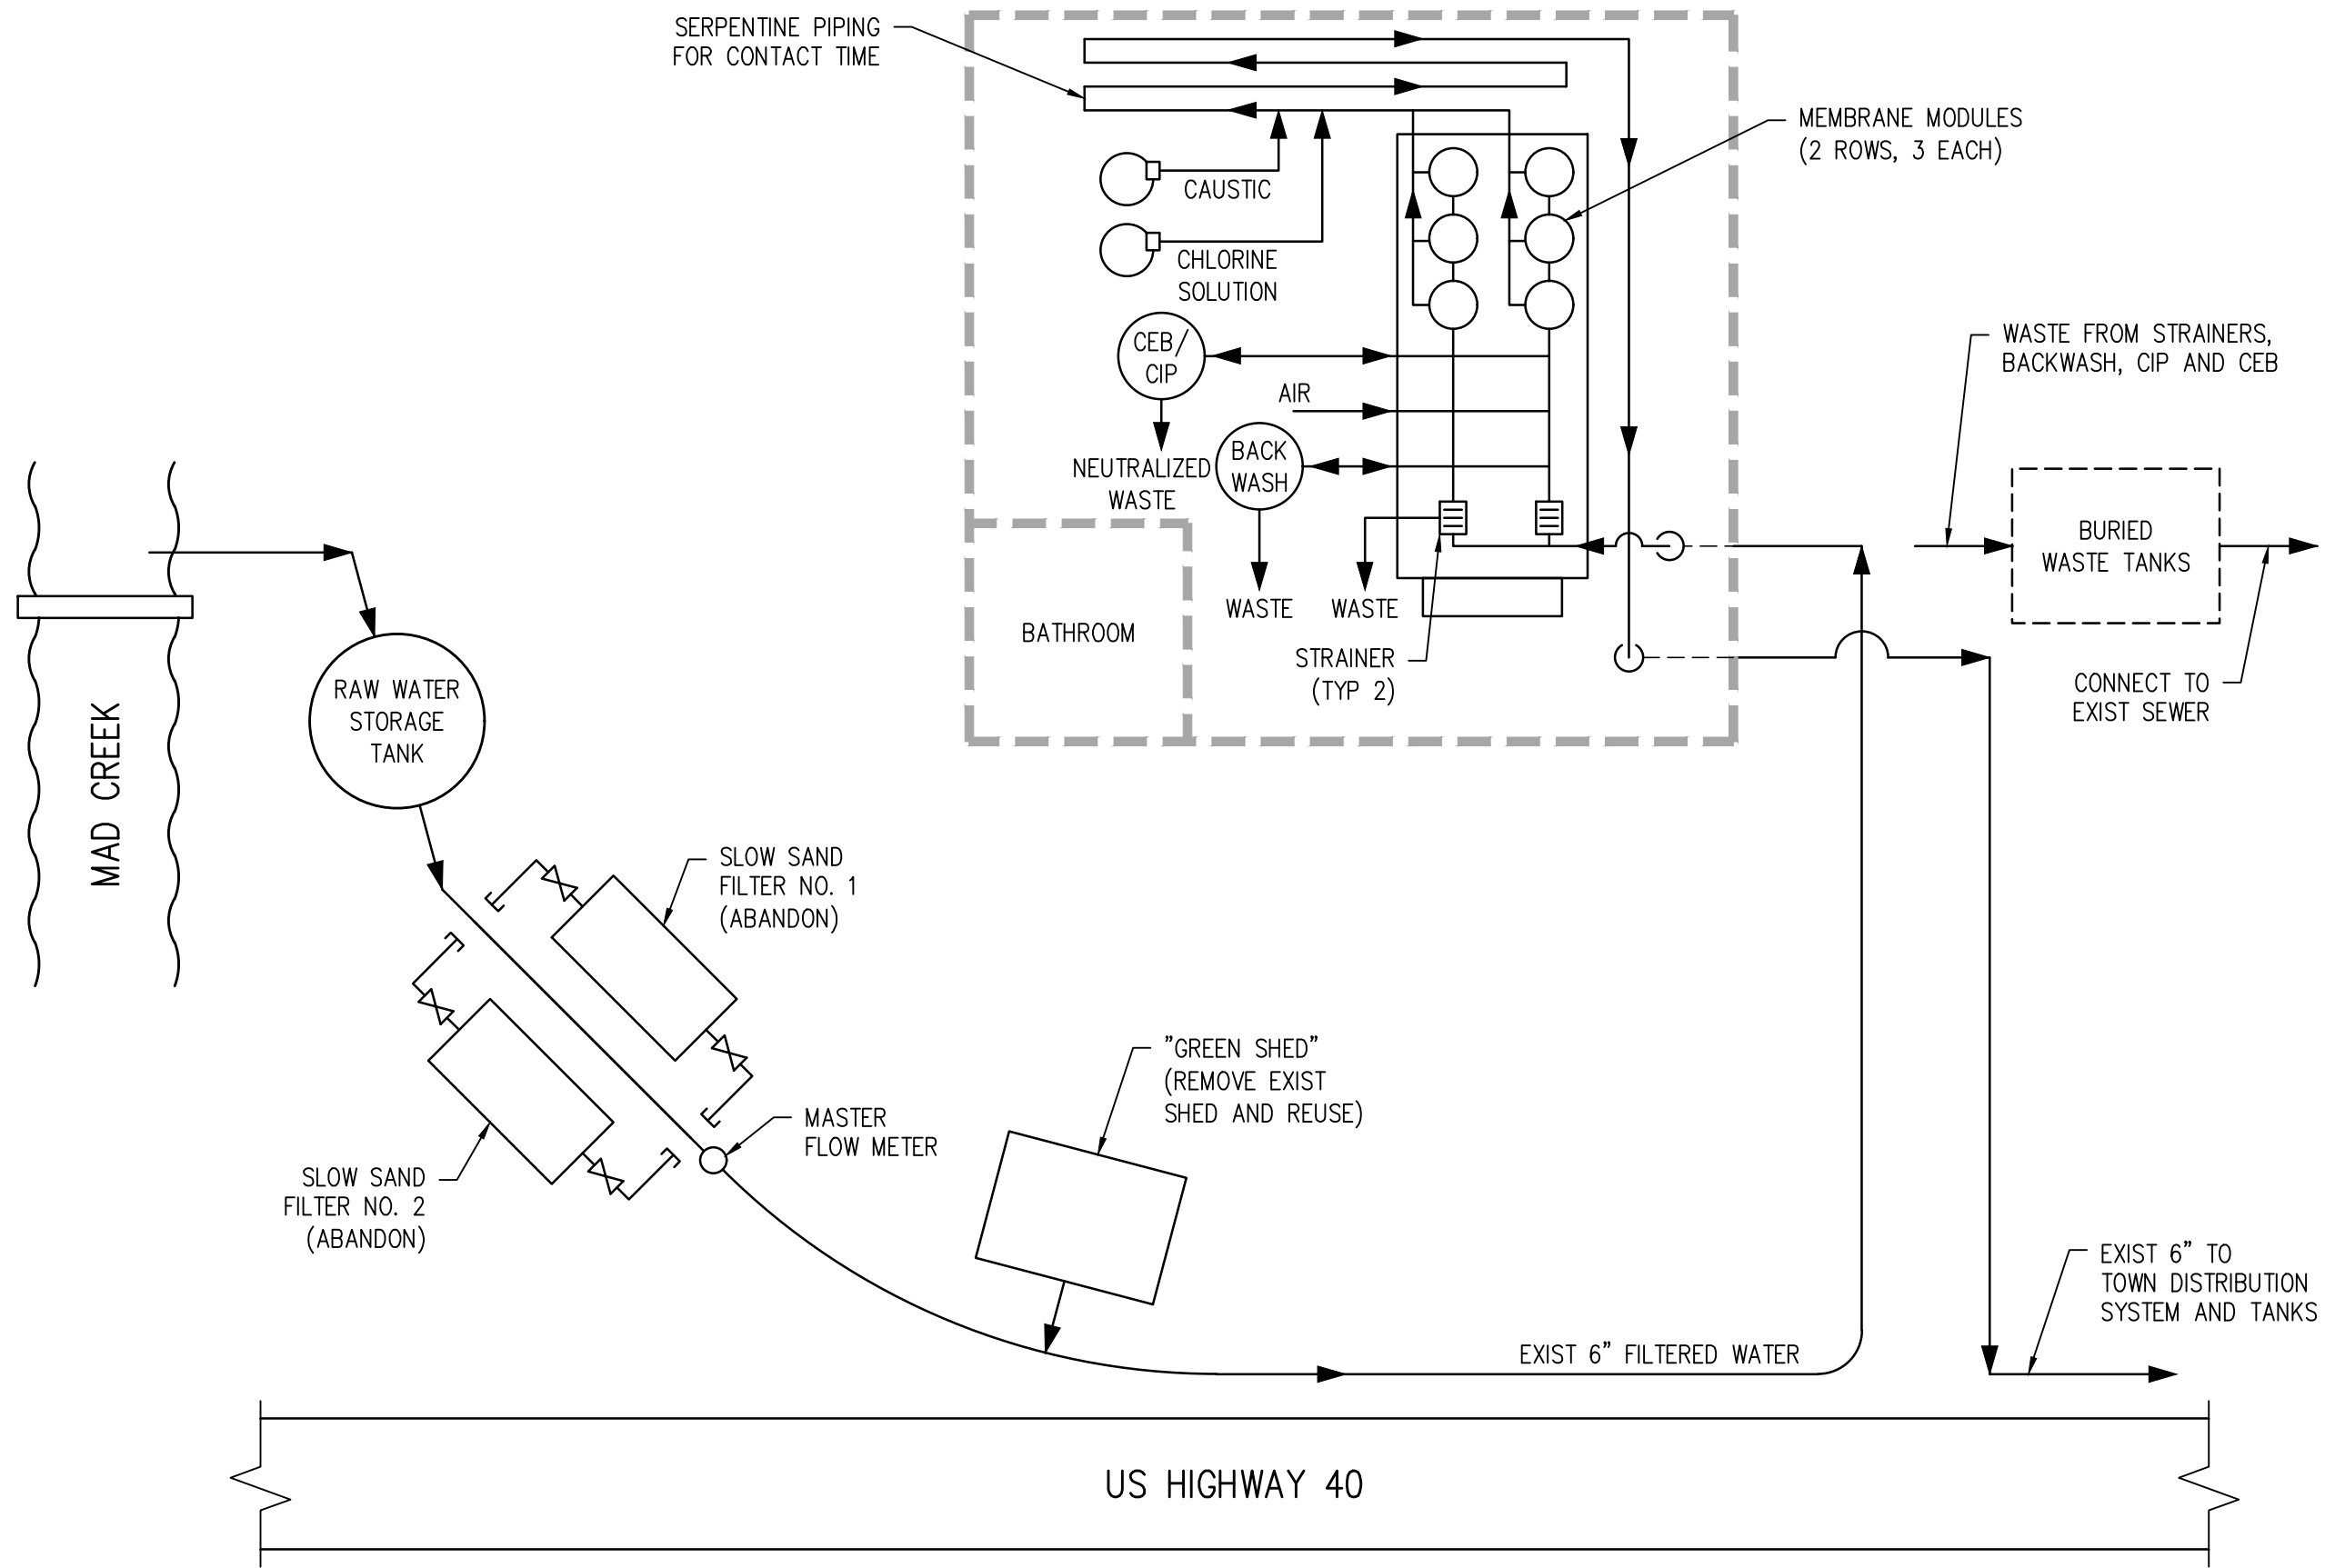 SERPENTINE PIPING
FOR CONTACT TIME
MEMBRANE MODULES
(2 ROWS, 3 EACH)
CAUSTIC
CHLORINE
SOLUTION
CEB/
CIP
AIR
BACK
WASH
NEUTRALIZED
WASTE
WASTE
WASTE
BATHROOM
STRAINER
(TYP 2)
WASTE FROM STRAINERS,
BACKWASH, CIP AND CEB
BURIED
WASTE TANKS
CONNECT TO
EXIST SEWER
MAD CREEK
RAW WATER
STORAGE
TANK
SLOW SAND
FILTER NO. 1
(ABANDON)
SLOW SAND
FILTER NO. 2
(ABANDON)
MASTER
FLOW METER
"GREEN SHED"
(REMOVE EXIST
SHED AND REUSE)
EXIST 6" FILTERED WATER
EXIST 6" TO
TOWN DISTRIBUTION
SYSTEM AND TANKS
US HIGHWAY 40